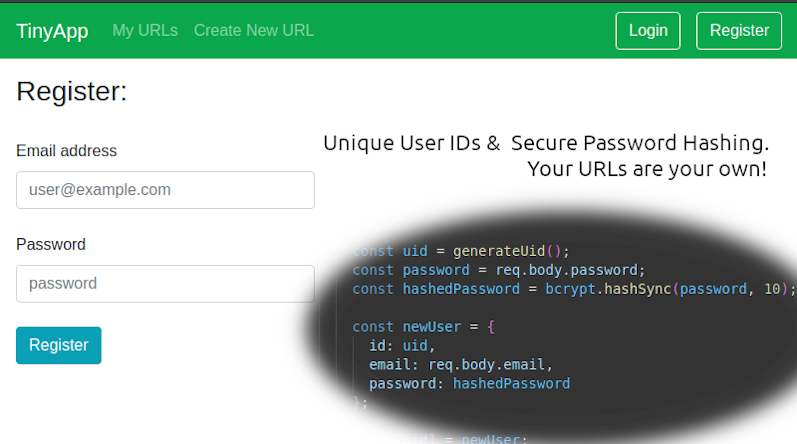 TinyApp My URLs Create New URL Login Register
Register:
Email address
user@example.com
Password
password
Register
Unique User IDs & Secure Password Hashing.
Your URLs are your own!
const uid = generateUid();
const password = req.body.password;
const hashedPassword = bcrypt.hashSync(password, 10);
const newUser = {
id: uid,
email: req.body.email,
password: hashedPassword
};
= newUser;